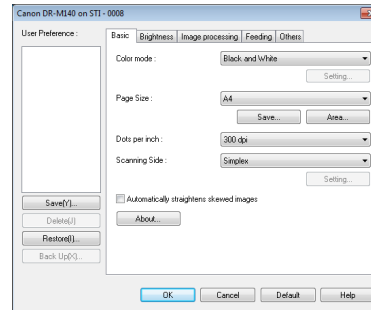 Canon DR-M140 on STI - 0008
User Preference :
Basic Brightness Image processing Feeding Others
Color mode : Black and White
Setting...
Page Size : A4
Save... Area...
Dots per inch : 300 dpi
Scanning Side : Simplex
Setting...
Save(Y)...
Automatically straightens skewed images
Delete(J)
About...
Restore(I)...
Back Up(X)...
OK Cancel Default Help